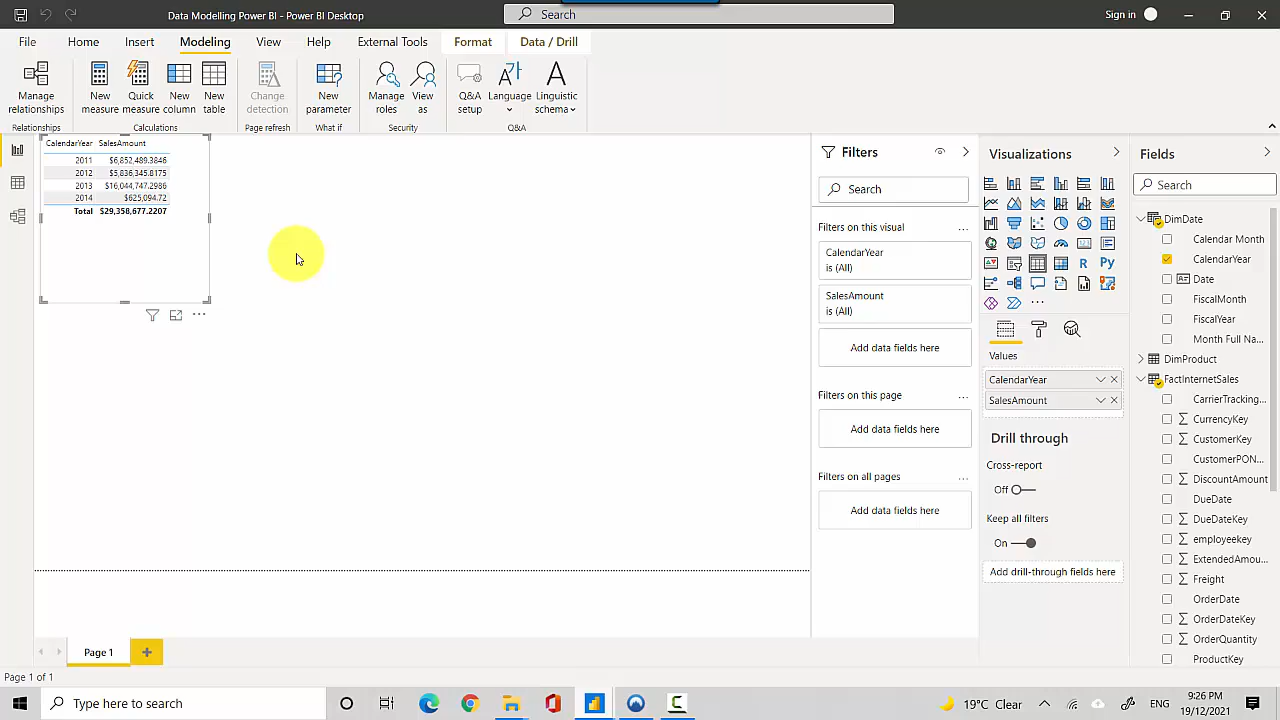 Data Modelling Power BI - Power BI Desktop
Search
Sign in
File
Home
Insert
Modeling
View
Help
External Tools
Format
Data / Drill
Manage relationships
New measure
Quick measure
New column
New table
Change detection
New parameter
Manage roles
View as
Q&A setup
Language
Linguistic schema
Relationships
Calculations
Page refresh
What if
Security
Q&A
CalendarYear SalesAmount
2011 $6,852,489.3846
2012 $5,836,345.8175
2013 $16,044,747.2986
2014 $625,094.72
Total $29,358,677.2207
Filters
Search
Filters on this visual
...
CalendarYear
is (All)
SalesAmount
is (All)
Add data fields here
Filters on this page
...
Add data fields here
Filters on all pages
...
Add data fields here
Visualizations
R
Py
...
Values
CalendarYear
SalesAmount
Drill through
Cross-report
Off
Keep all filters
On
Add drill-through fields here
Fields
Search
DimDate
Calendar Month
CalendarYear
Date
FiscalMonth
FiscalYear
Month Full Na...
DimProduct
FactInternetSales
CarrierTracking...
CurrencyKey
CustomerKey
CustomerPON...
DiscountAmount
DueDate
DueDateKey
employeekey
ExtendedAmou...
Freight
OrderDate
OrderDateKey
OrderQuantity
ProductKey
Page 1
Page 1 of 1
Type here to search
19°C Clear
ENG
9:26 PM
19/12/2021